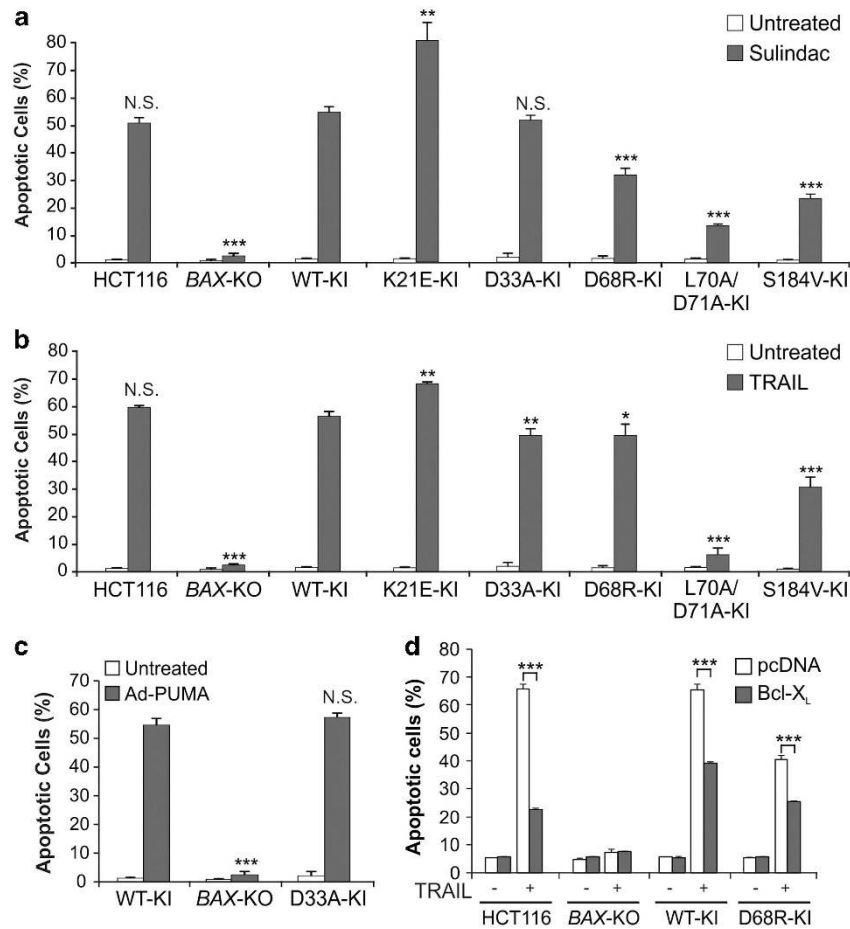 a
Untreated
Sulindac
Apoptotic Cells (%)
90
80
70
60
50
40
30
20
10
0
N.S.
***
**
N.S.
***
***
***
HCT116 BAX-KO WT-KI K21E-KI D33A-KI D68R-KI L70A/ S184V-KI
D71A-KI
b
Untreated
TRAIL
Apoptotic Cells (%)
80
70
60
50
40
30
20
10
0
N.S.
***
**
**
*
***
***
HCT116 BAX-KO WT-KI K21E-KI D33A-KI D68R-KI L70A/ S184V-KI
D71A-KI
c
Untreated
Ad-PUMA
Apoptotic Cells (%)
70
60
50
40
30
20
10
0
***
N.S.
WT-KI BAX-KO D33A-KI
d
pcDNA
Bcl-XL
Apoptotic cells (%)
80
70
60
50
40
30
20
10
0
***
***
***
TRAIL - + - + - + - +
HCT116 BAX-KO WT-KI D68R-KI